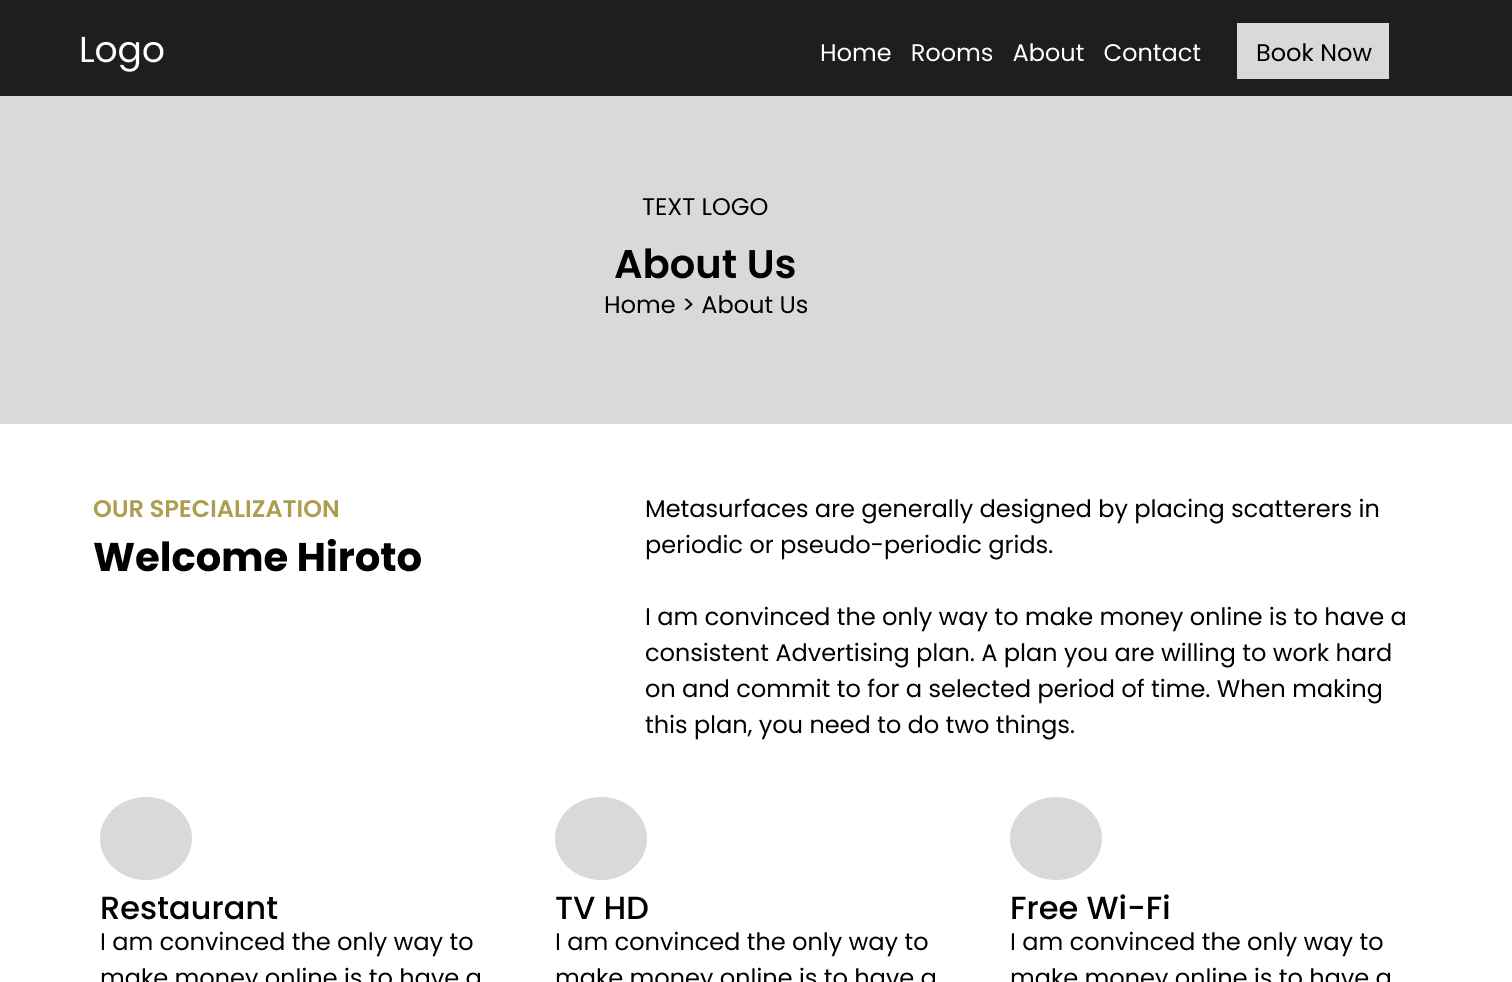 Logo
Home Rooms About Contact Book Now
TEXT LOGO
About Us
Home > About Us
OUR SPECIALIZATION
Welcome Hiroto
Metasurfaces are generally designed by placing scatterers in
periodic or pseudo-periodic grids.
I am convinced the only way to make money online is to have a
consistent Advertising plan. A plan you are willing to work hard
on and commit to for a selected period of time. When making
this plan, you need to do two things.
Restaurant
I am convinced the only way to
make money online is to have a
TV HD
I am convinced the only way to
make money online is to have a
Free Wi-Fi
I am convinced the only way to
make money online is to have a